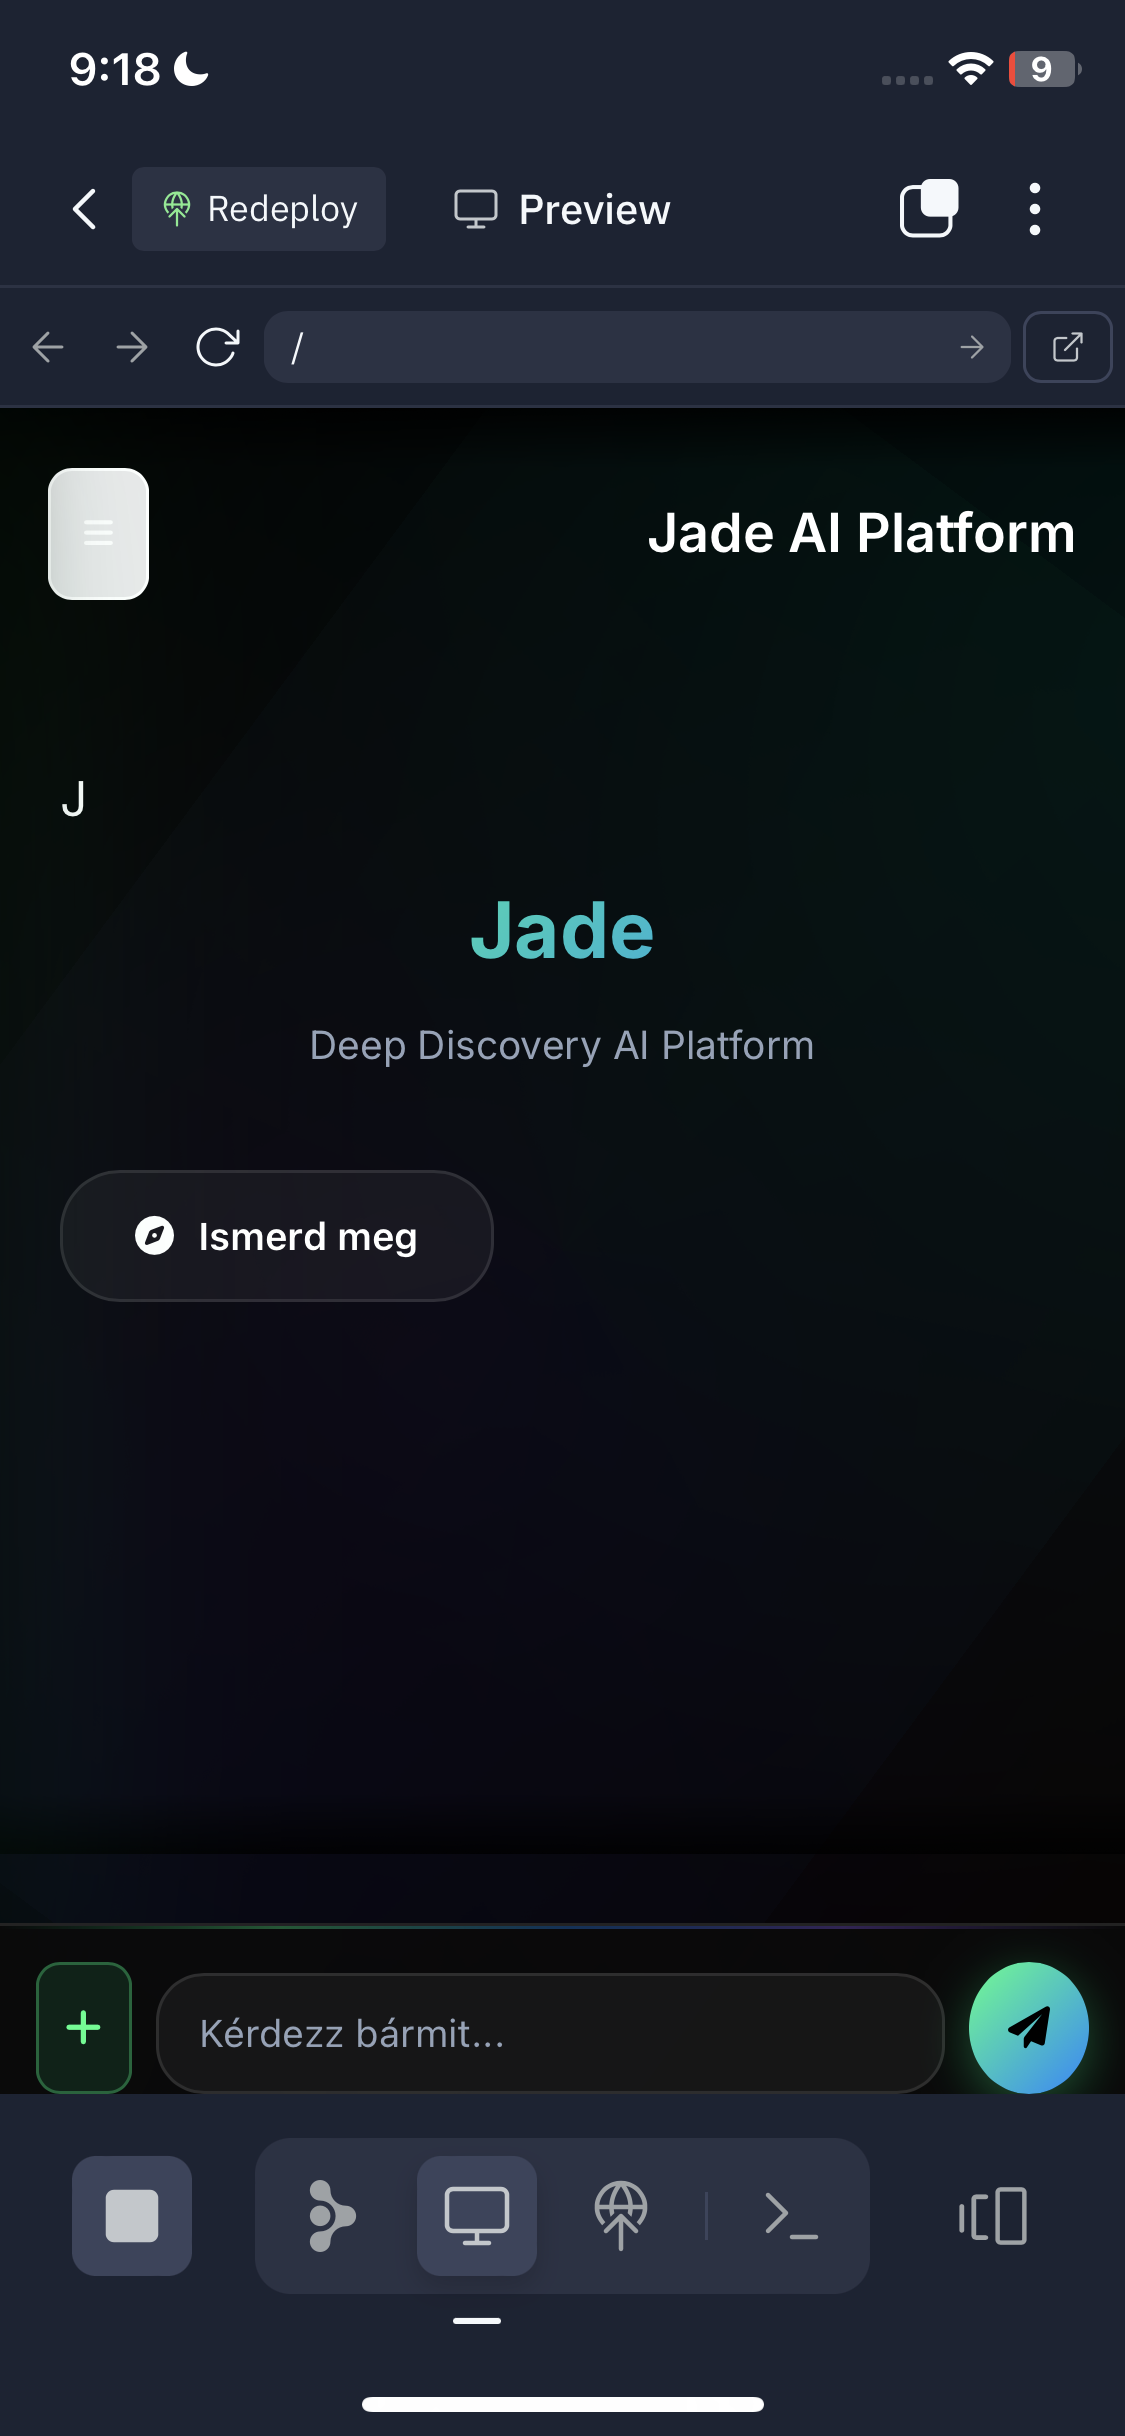 9:18
9
Redeploy
Preview
/
Jade AI Platform
J
Jade
Deep Discovery AI Platform
Ismerd meg
Kérdezz bármit...